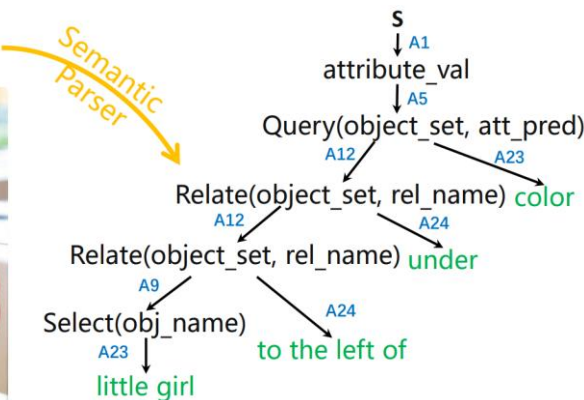 S
A1
attribute_val
A5
Query(object_set, att_pred)
Semantic
Parser
A12
A23
Relate(object_set, rel_name) color
A12
A24
Relate(object_set, rel_name) under
A9
A24
Select(obj_name)
A23
to the left of
little girl